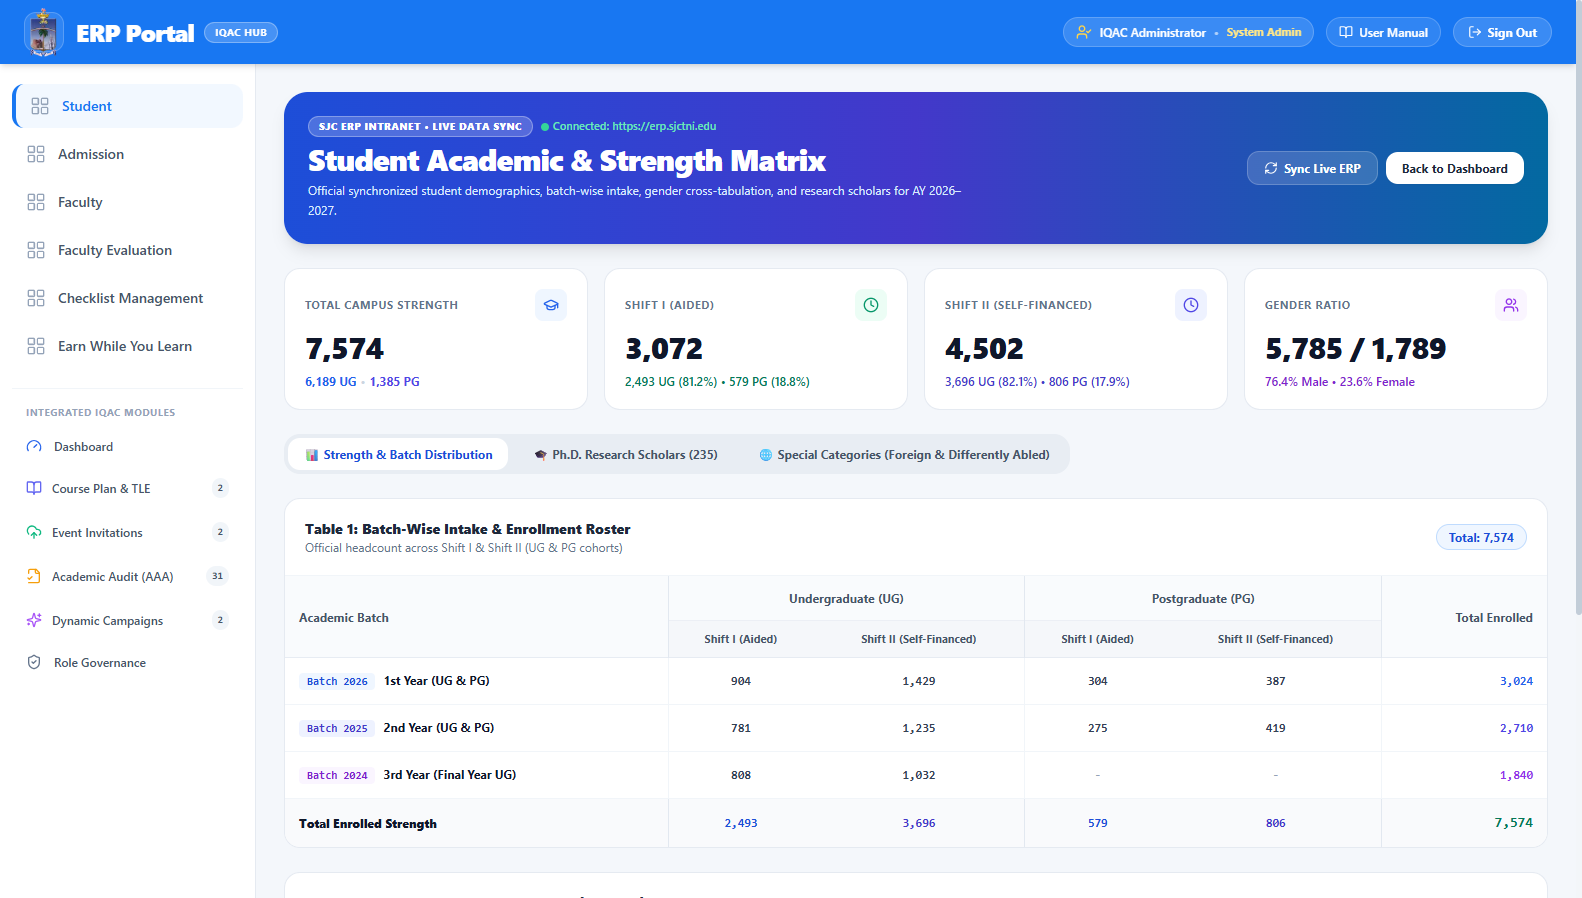 ERP Portal
IQAC HUB
IQAC Administrator • System Admin
User Manual
Sign Out
Student
Admission
Faculty
Faculty Evaluation
Checklist Management
Earn While You Learn
INTEGRATED IQAC MODULES
Dashboard
Course Plan & TLE 2
Event Invitations 2
Academic Audit (AAA) 31
Dynamic Campaigns 2
Role Governance
SJC ERP INTRANET • LIVE DATA SYNC
Connected: https://erp.sjctni.edu
Student Academic & Strength Matrix
Official synchronized student demographics, batch-wise intake, gender cross-tabulation, and research scholars for AY 2026–
2027.
Sync Live ERP
Back to Dashboard
TOTAL CAMPUS STRENGTH
7,574
6,189 UG • 1,385 PG
SHIFT I (AIDED)
3,072
2,493 UG (81.2%) • 579 PG (18.8%)
SHIFT II (SELF-FINANCED)
4,502
3,696 UG (82.1%) • 806 PG (17.9%)
GENDER RATIO
5,785 / 1,789
76.4% Male • 23.6% Female
Strength & Batch Distribution
Ph.D. Research Scholars (235)
Special Categories (Foreign & Differently Abled)
Table 1: Batch-Wise Intake & Enrollment Roster
Official headcount across Shift I & Shift II (UG & PG cohorts)
Total: 7,574
Academic Batch
Undergraduate (UG)
Postgraduate (PG)
Total Enrolled
Shift I (Aided) Shift II (Self-Financed) Shift I (Aided) Shift II (Self-Financed)
Batch 2026 1st Year (UG & PG) 904 1,429 304 387 3,024
Batch 2025 2nd Year (UG & PG) 781 1,235 275 419 2,710
Batch 2024 3rd Year (Final Year UG) 808 1,032 - - 1,840
Total Enrolled Strength 2,493 3,696 579 806 7,574